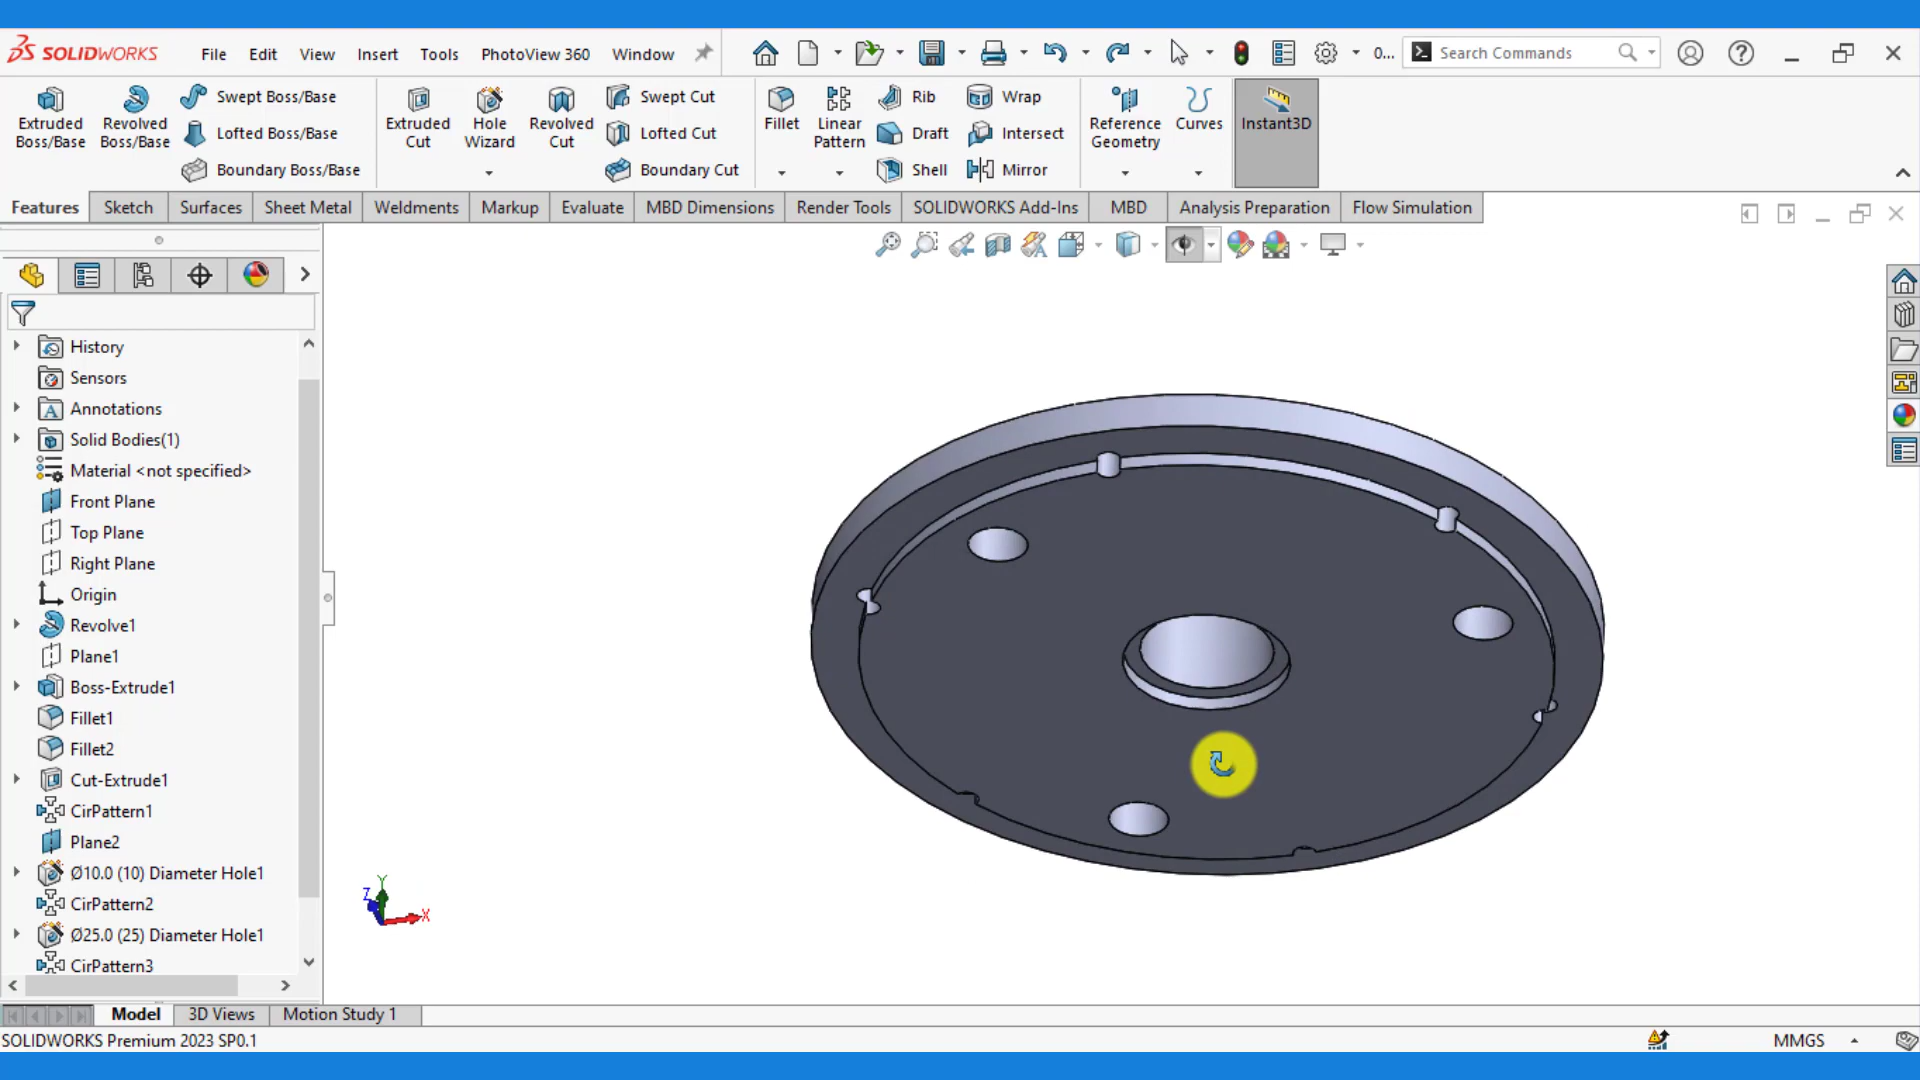 SOLIDWORKS File Edit View Insert Tools PhotoView 360 Window 0... Search Commands
Extruded Boss/Base
Revolved Boss/Base
Swept Boss/Base
Lofted Boss/Base
Boundary Boss/Base
Extruded Cut
Hole Wizard
Revolved Cut
Swept Cut
Lofted Cut
Boundary Cut
Fillet
Linear Pattern
Rib
Draft
Shell
Wrap
Intersect
Mirror
Reference Geometry
Curves
Instant3D
Features Sketch Surfaces Sheet Metal Weldments Markup Evaluate MBD Dimensions Render Tools SOLIDWORKS Add-Ins MBD Analysis Preparation Flow Simulation
History
Sensors
Annotations
Solid Bodies(1)
Material <not specified>
Front Plane
Top Plane
Right Plane
Origin
Revolve1
Plane1
Boss-Extrude1
Fillet1
Fillet2
Cut-Extrude1
CirPattern1
Plane2
Ø10.0 (10) Diameter Hole1
CirPattern2
Ø25.0 (25) Diameter Hole1
CirPattern3
Y
Z
X
Model 3D Views Motion Study 1
SOLIDWORKS Premium 2023 SP0.1 MMGS